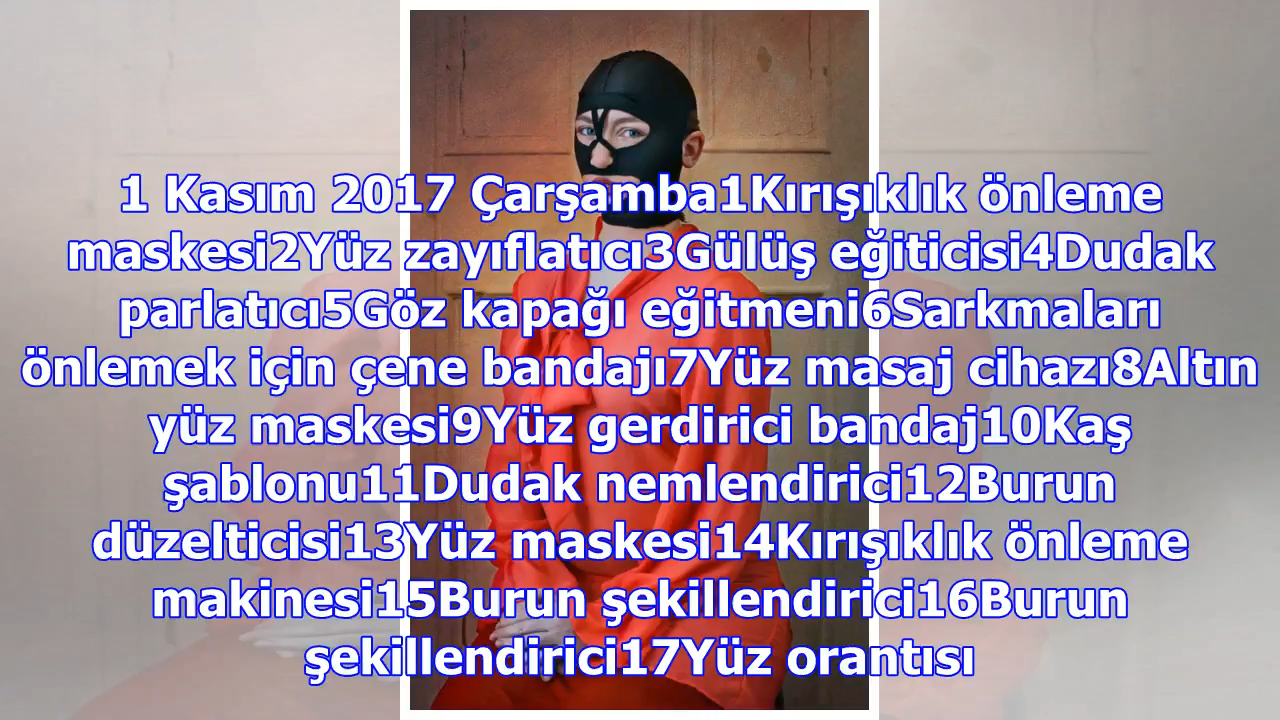 1 Kasım 2017 Çarşamba1Kırışıklık önleme
maskesi2Yüz zayıflatıcı3Gülüş eğiticisi4Dudak
parlatıcı5Göz kapağı eğitmeni6Sarkmaları
önlemek için çene bandajı7Yüz masaj cihazı8Altın
yüz maskesi9Yüz gerdirici bandaj10Kaş
şablonu11Dudak nemlendirici12Burun
düzelticisi13Yüz maskesi14Kırışıklık önleme
makinesi15Burun şekillendirici16Burun
şekillendirici17Yüz orantısı